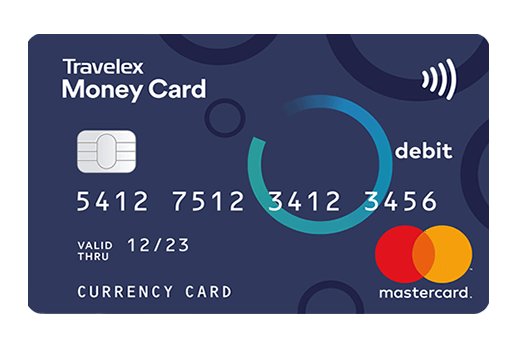 Travelex
Money Card
debit
5412 7512 3412 3456
VALID
THRU 12/23
CURRENCY CARD
mastercard.